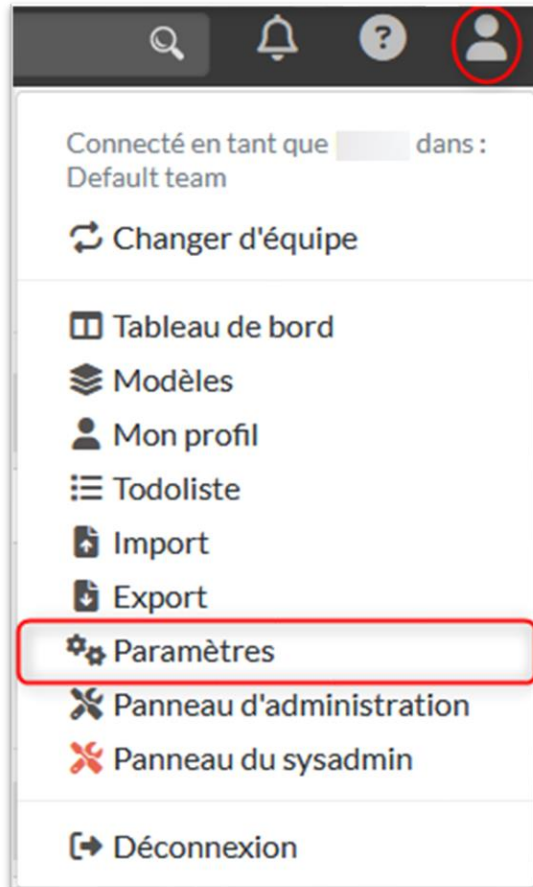 Connecté en tant que dans :
Default team
Changer d'équipe
Tableau de bord
Modèles
Mon profil
Todoliste
Import
Export
Paramètres
Panneau d'administration
Panneau du sysadmin
Déconnexion